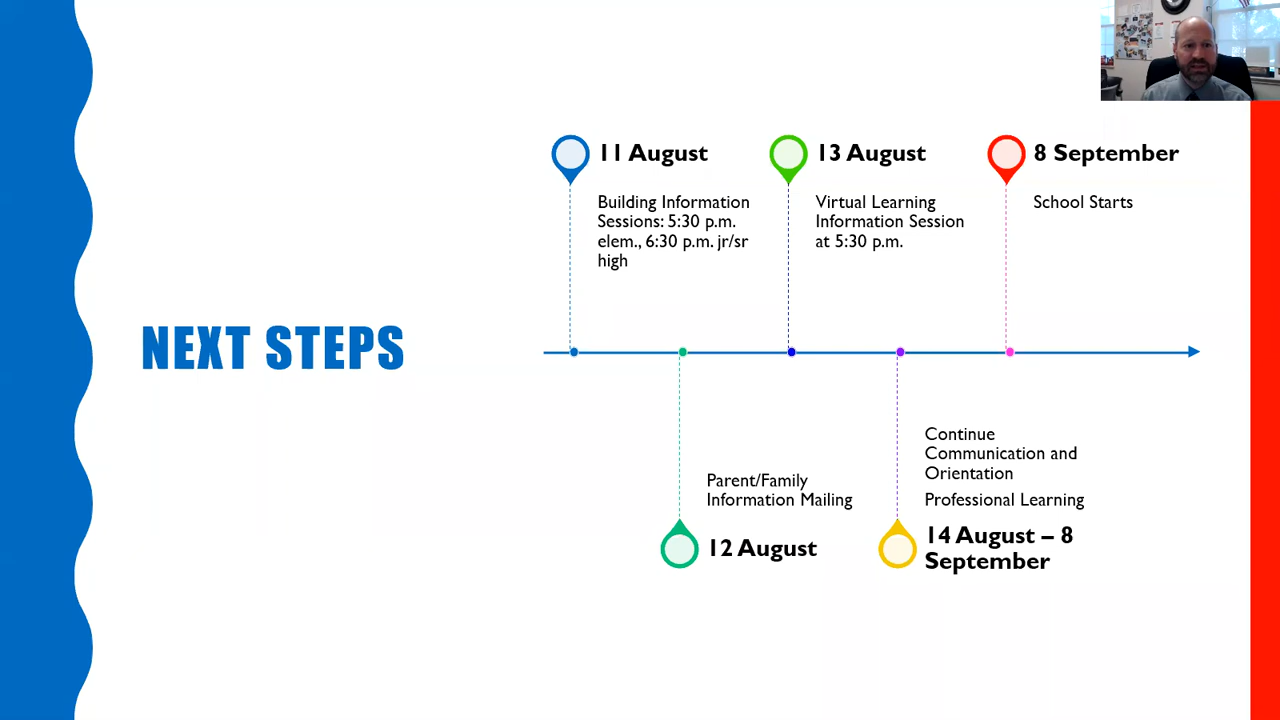 NEXT STEPS
11 August
Building Information
Sessions: 5:30 p.m.
elem., 6:30 p.m. jr/sr
high
12 August
Parent/Family
Information Mailing
13 August
Virtual Learning
Information Session
at 5:30 p.m.
14 August – 8
September
Continue
Communication and
Orientation
Professional Learning
8 September
School Starts